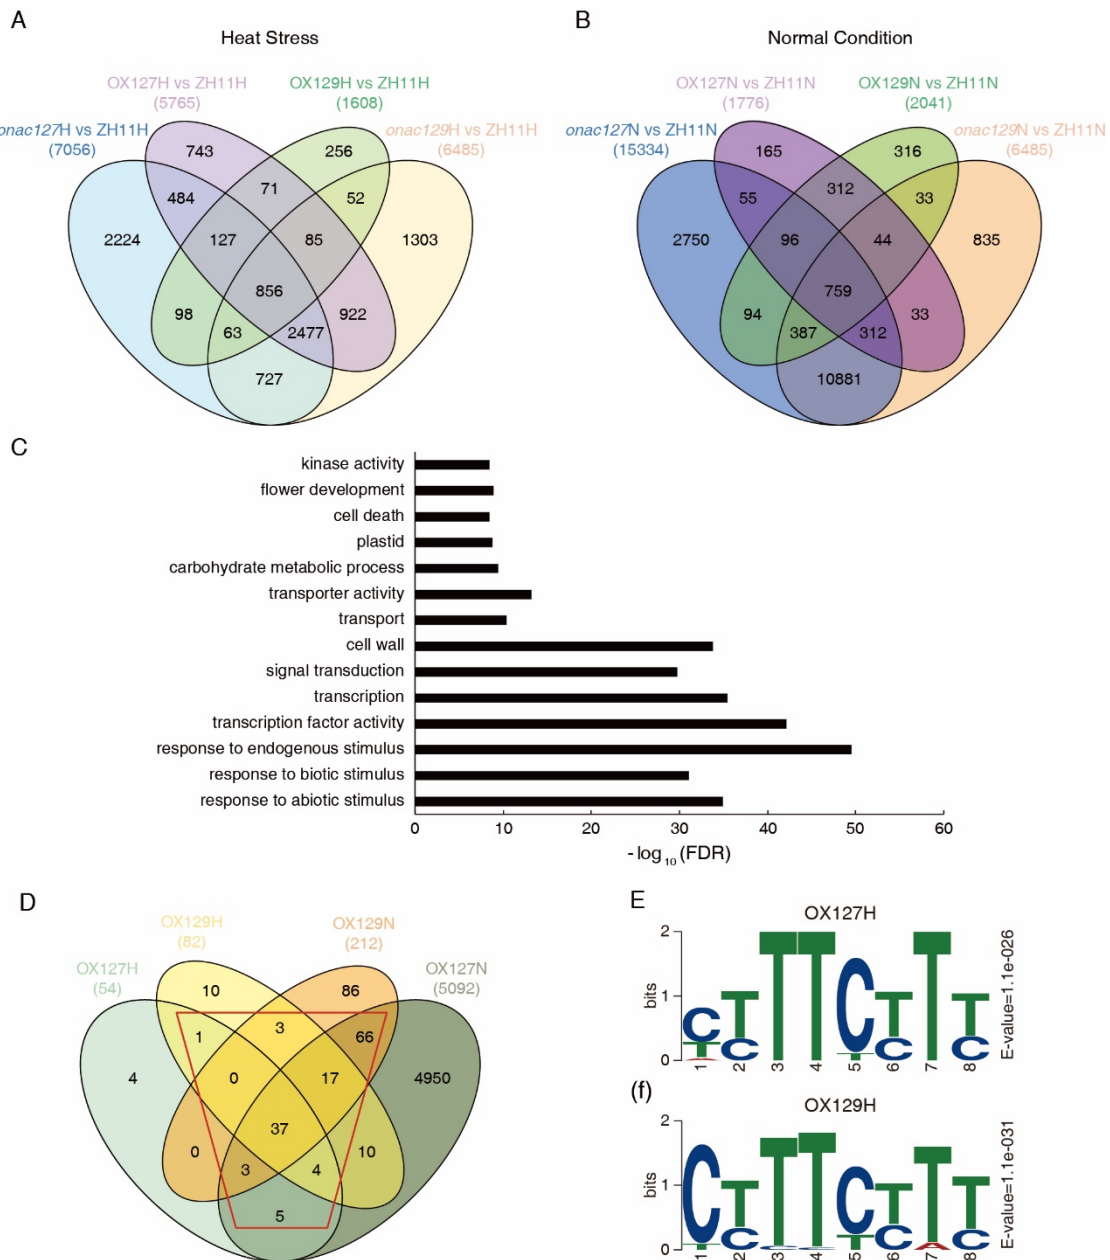 A
Heat Stress
OX127H vs ZH11H
(5765)
OX129H vs ZH11H
(1608)
onac127H vs ZH11H
(7056)
onac129H vs ZH11H
(6485)
743
256
484
71
52
2224
127
85
1303
856
98
63
2477
922
727
B
Normal Condition
OX127N vs ZH11N
(1776)
OX129N vs ZH11N
(2041)
onac127N vs ZH11N
(15334)
onac129N vs ZH11N
(6485)
165
316
55
312
33
2750
96
44
835
759
94
387
312
33
10881
C
kinase activity
flower development
cell death
plastid
carbohydrate metabolic process
transporter activity
transport
cell wall
signal transduction
transcription
transcription factor activity
response to endogenous stimulus
response to biotic stimulus
response to abiotic stimulus
0 10 20 30 40 50 60
- log10 (FDR)
D
OX129H
(82)
OX129N
(212)
OX127H
(54)
OX127N
(5092)
10
86
1
3
66
4
0
17
4950
37
0
3
4
10
5
E
OX127H
2
1
0
bits
C T T T C T T T
T C T C C
1 2 3 4 5 6 7 8
E-value=1.1e-026
(f)
OX129H
2
1
0
bits
C T T T C T T T
T C C C T C A C
1 2 3 4 5 6 7 8
E-value=1.1e-031